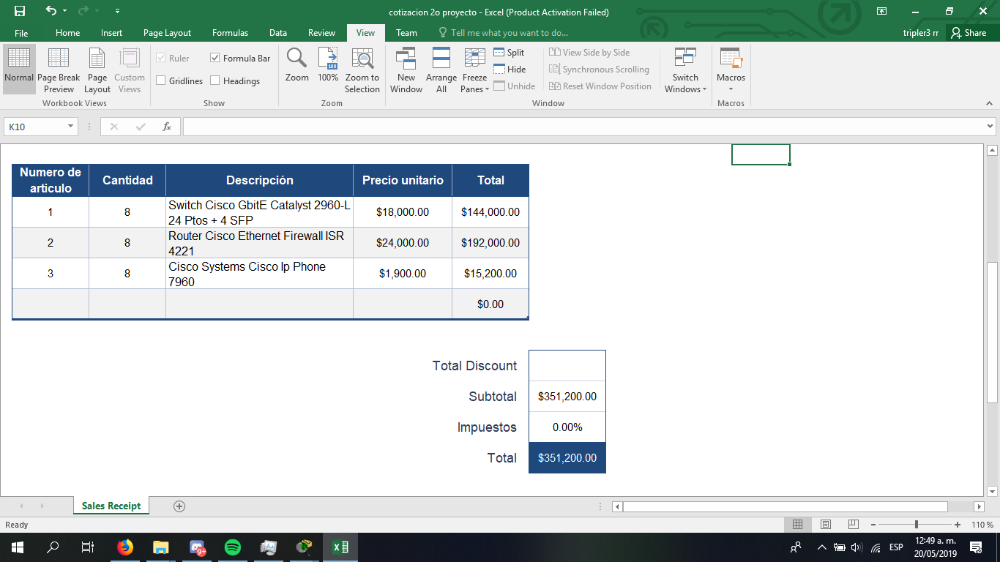 cotizacion 2o proyecto - Excel (Product Activation Failed)
File Home Insert Page Layout Formulas Data Review View Team Tell me what you want to do... tripler3 rr Share
Normal
Page Break Preview
Page Layout
Custom Views
Workbook Views
Ruler
Formula Bar
Gridlines
Headings
Show
Zoom
100
100%
Zoom to Selection
Zoom
New Window
Arrange All
Freeze Panes
Split
Hide
Unhide
View Side by Side
Synchronous Scrolling
Reset Window Position
Window
Switch Windows
Macros
Macros
K10 fx
Numero de articulo Cantidad Descripción Precio unitario Total
1 8 Switch Cisco GbitE Catalyst 2960-L 24 Ptos + 4 SFP $18,000.00 $144,000.00
2 8 Router Cisco Ethernet Firewall ISR 4221 $24,000.00 $192,000.00
3 8 Cisco Systems Cisco Ip Phone 7960 $1,900.00 $15,200.00
$0.00
Total Discount
Subtotal $351,200.00
Impuestos 0.00%
Total $351,200.00
Sales Receipt
Ready 110 %
9+ ESP 12:49 a. m.
20/05/2019